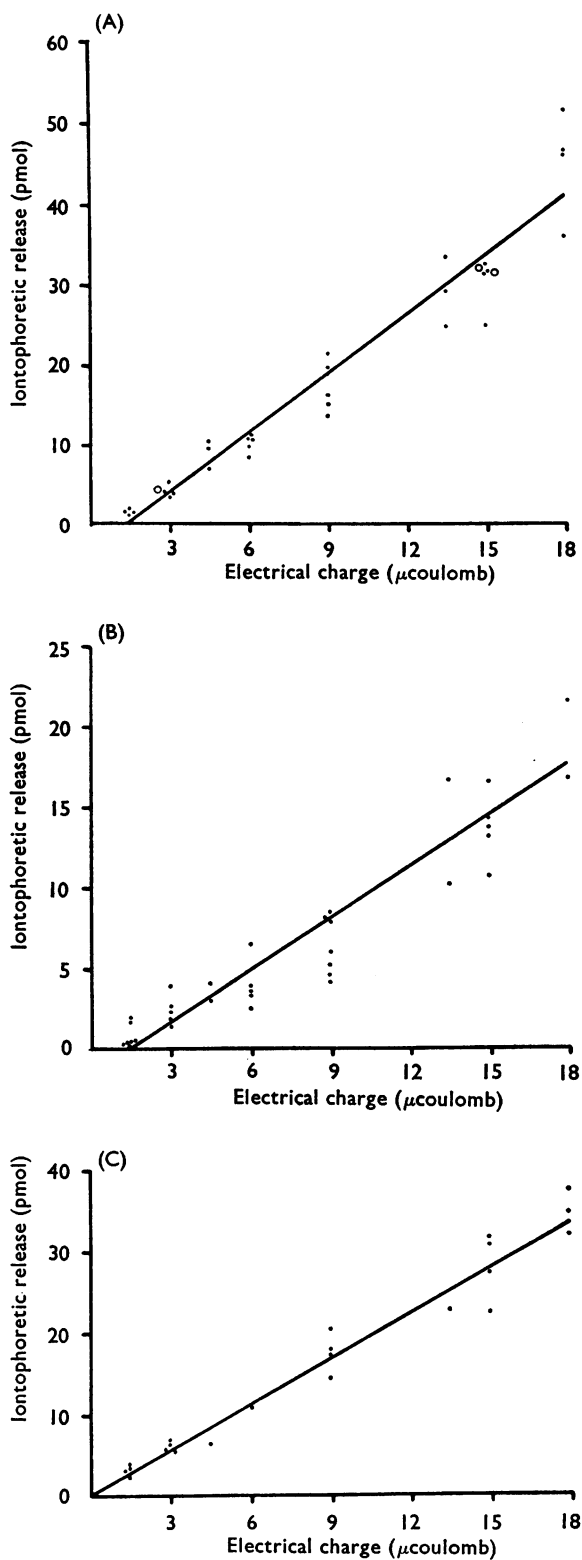 (A)
60
50
40
30
20
10
0
Iontophoretic release (pmol)
3 6 9 12 15 18
Electrical charge (μcoulomb)
(B)
25
20
15
10
5
0
Iontophoretic release (pmol)
3 6 9 12 15 18
Electrical charge (μcoulomb)
(C)
40
30
20
10
0
Iontophoretic release (pmol)
3 6 9 12 15 18
Electrical charge (μcoulomb)